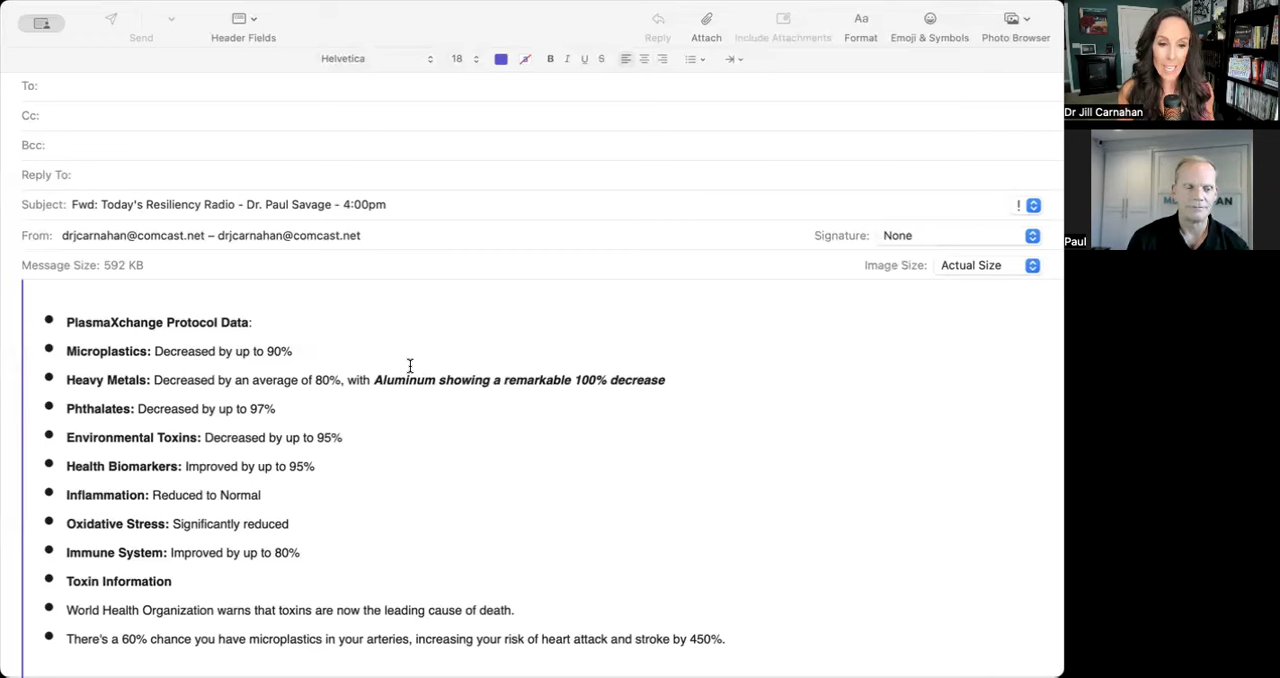 Send
Header Fields
Reply
Attach
Include Attachments
Aa
Format
Emoji & Symbols
Photo Browser
Helvetica
18
B I U S
To:
Cc:
Bcc:
Reply To:
Subject: Fwd: Today's Resiliency Radio - Dr. Paul Savage - 4:00pm
!
From: drjcarnahan@comcast.net – drjcarnahan@comcast.net
Signature: None
Message Size: 592 KB
Image Size: Actual Size
• PlasmaXchange Protocol Data:
• Microplastics: Decreased by up to 90%
• Heavy Metals: Decreased by an average of 80%, with Aluminum showing a remarkable 100% decrease
• Phthalates: Decreased by up to 97%
• Environmental Toxins: Decreased by up to 95%
• Health Biomarkers: Improved by up to 95%
• Inflammation: Reduced to Normal
• Oxidative Stress: Significantly reduced
• Immune System: Improved by up to 80%
• Toxin Information
• World Health Organization warns that toxins are now the leading cause of death.
• There's a 60% chance you have microplastics in your arteries, increasing your risk of heart attack and stroke by 450%.
Dr Jill Carnahan
Paul